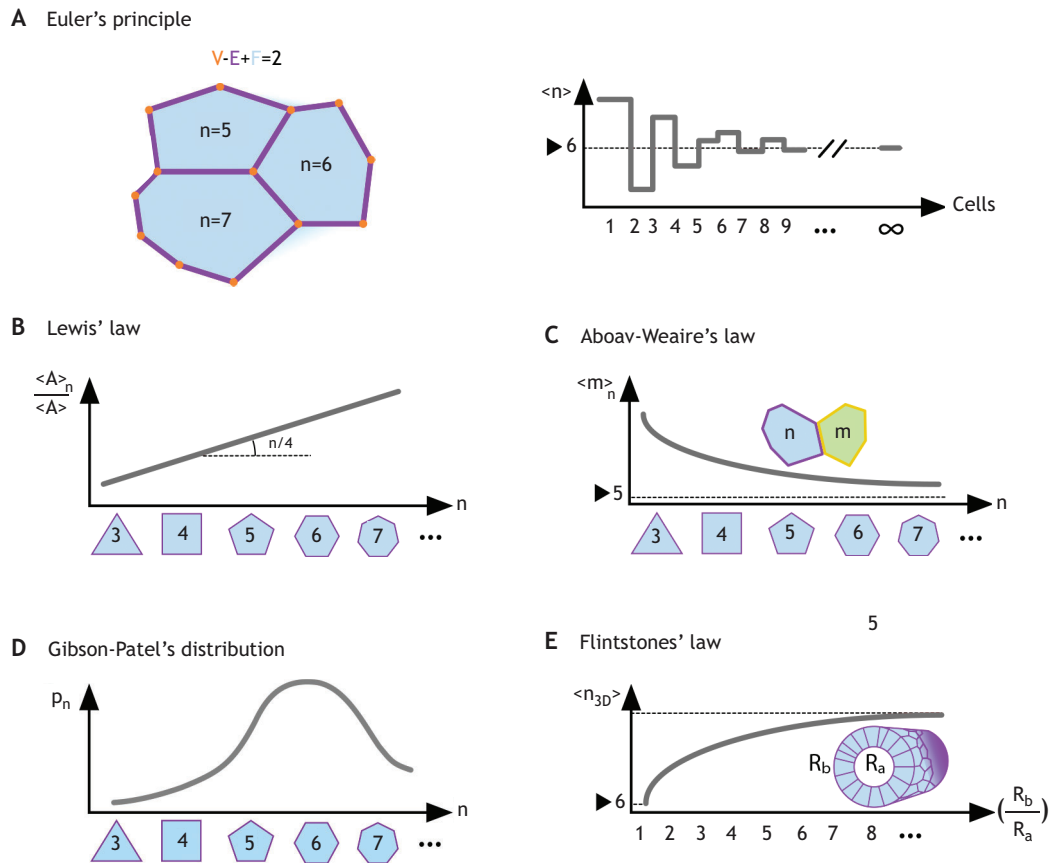 A Euler’s principle
V-E+F=2
n=5
n=6
n=7
<n>
6
Cells
1 2 3 4 5 6 7 8 9 ... ∞
B Lewis’ law
<A>n
<A>
n/4
n
3 4 5 6 7 ...
C Aboav-Weaire’s law
<m>n
n m
5
n
3 4 5 6 7 ...
5
D Gibson-Patel’s distribution
pn
n
3 4 5 6 7 ...
E Flintstones’ law
<n3D>
Rb Ra
6
1 2 3 4 5 6 7 8 ...
(Rb
Ra)